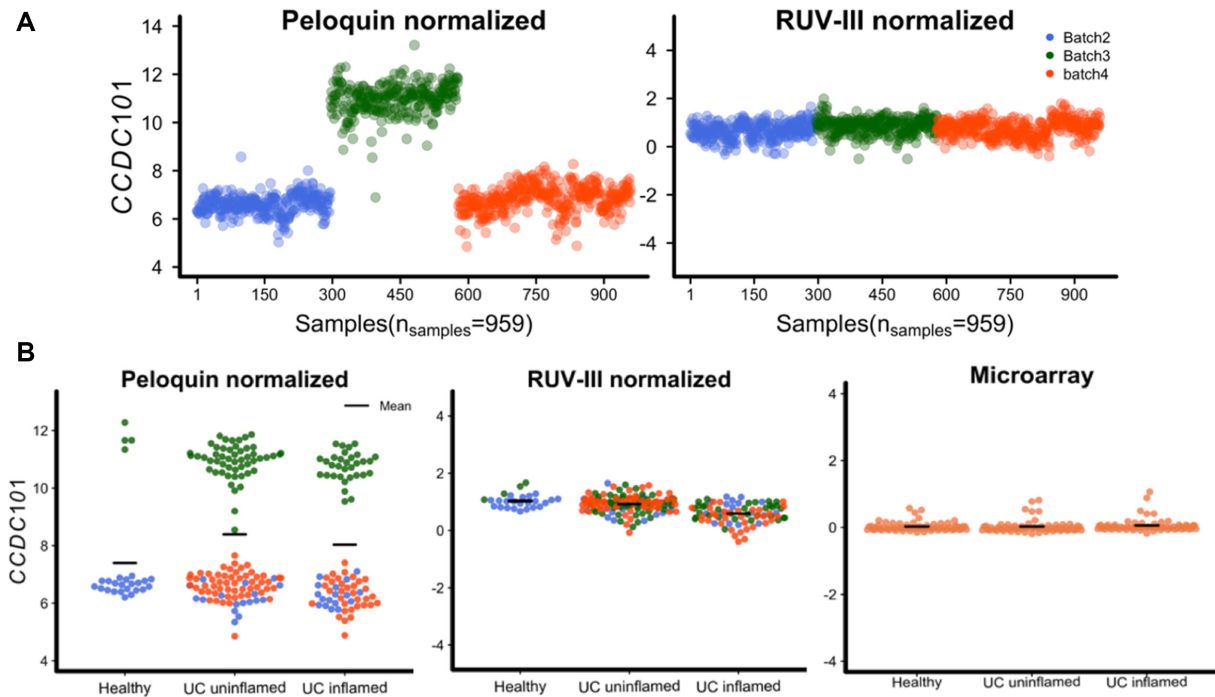 A
Peloquin normalized
RUV-III normalized
14
12
10
8
6
4
CCDC101
1 150 300 450 600 750 900
Samples(nsamples=959)
4
2
0
-2
-4
Batch2
Batch3
batch4
1 150 300 450 600 750 900
Samples(nsamples=959)
B
Peloquin normalized
Mean
12
10
8
6
4
CCDC101
Healthy UC uninflamed UC inflamed
RUV-III normalized
4
2
0
-2
-4
Healthy UC uninflamed UC inflamed
Microarray
4
2
0
-2
-4
Healthy UC uninflamed UC inflamed